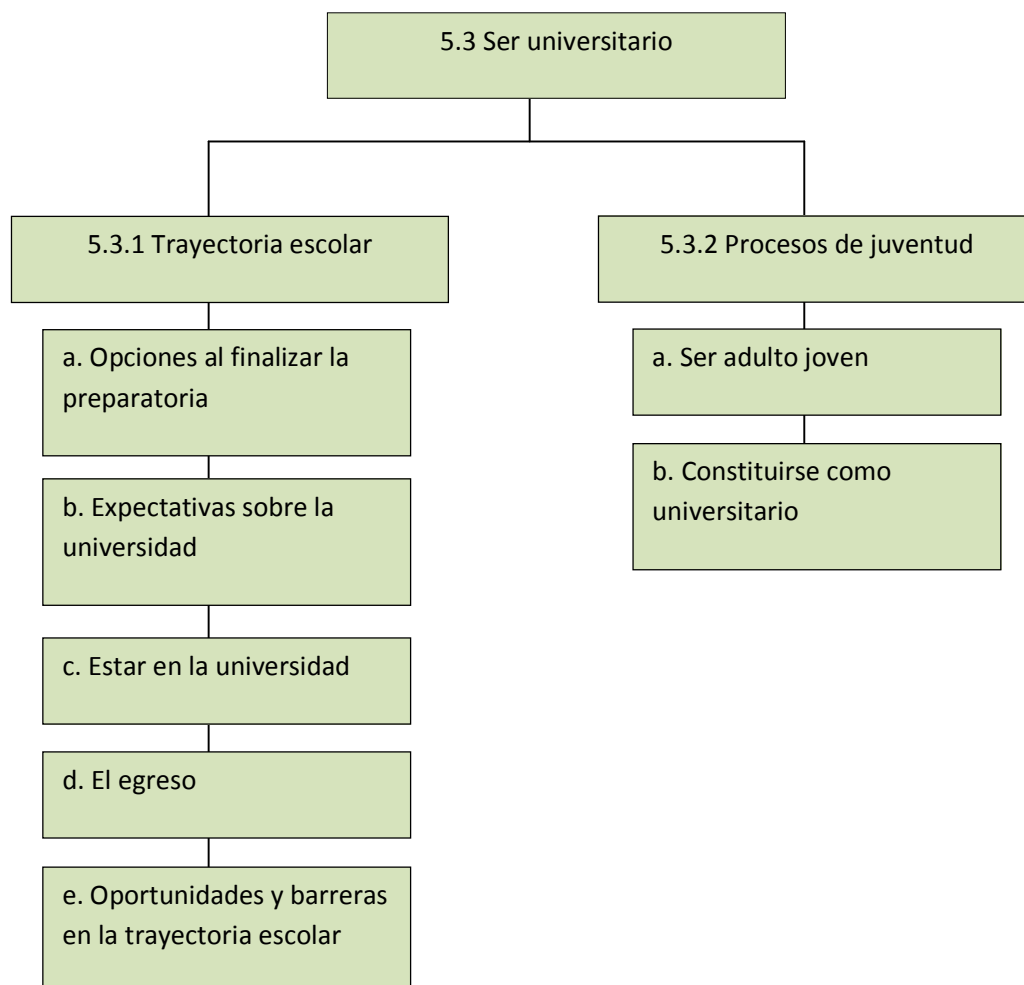 5.3 Ser universitario
5.3.1 Trayectoria escolar
a. Opciones al finalizar la
preparatoria
b. Expectativas sobre la
universidad
c. Estar en la universidad
d. El egreso
e. Oportunidades y barreras
en la trayectoria escolar
5.3.2 Procesos de juventud
a. Ser adulto joven
b. Constituirse como
universitario